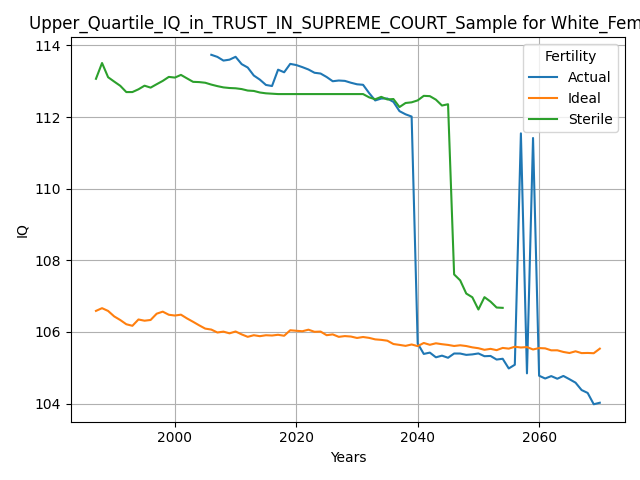 Upper_Quartile_IQ_in_TRUST_IN_SUPREME_COURT_Sample for White_Fem
114
112
110
108
106
104
IQ
2000
2020
2040
2060
Years
Fertility
Actual
Ideal
Sterile